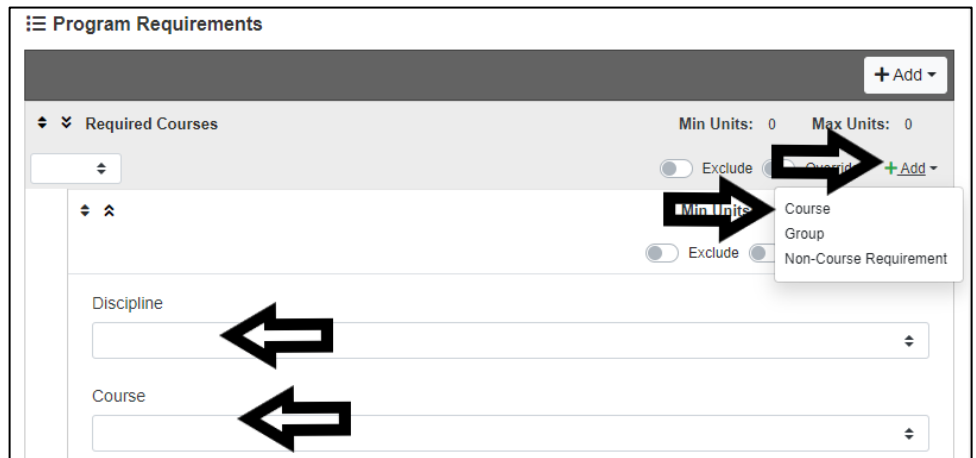 Program Requirements
+ Add
Required Courses Min Units: 0 Max Units: 0
Exclude + Add
Min Units
Course
Group
Non-Course Requirement
Exclude
Discipline
Course